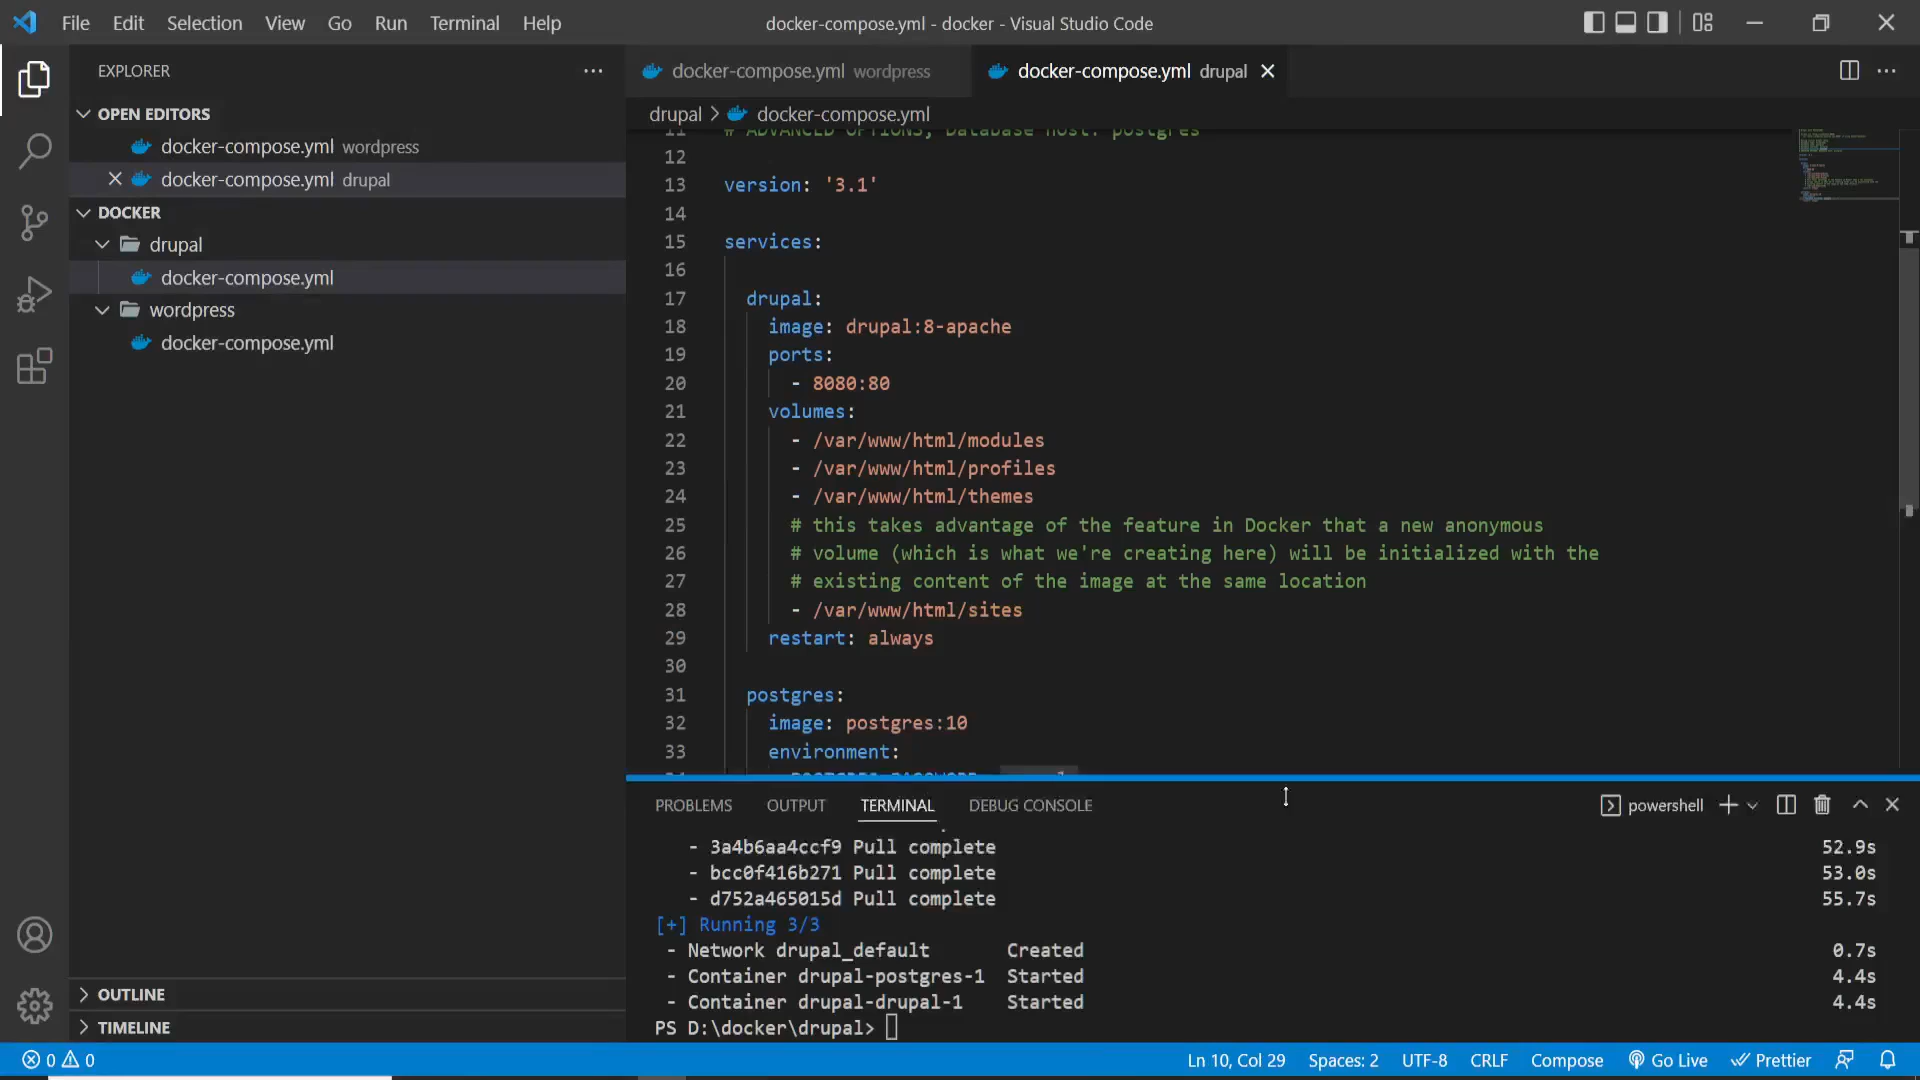 File Edit Selection View Go Run Terminal Help
docker-compose.yml - docker - Visual Studio Code
EXPLORER
OPEN EDITORS
docker-compose.yml wordpress
docker-compose.yml drupal
DOCKER
drupal
docker-compose.yml
wordpress
docker-compose.yml
OUTLINE
TIMELINE
docker-compose.yml wordpress
docker-compose.yml drupal
drupal > docker-compose.yml
11 # ADVANCED OPTIONS; Database host: postgres
12
13 version: '3.1'
14
15 services:
16
17 drupal:
18 image: drupal:8-apache
19 ports:
20 - 8080:80
21 volumes:
22 - /var/www/html/modules
23 - /var/www/html/profiles
24 - /var/www/html/themes
25 # this takes advantage of the feature in Docker that a new anonymous
26 # volume (which is what we're creating here) will be initialized with the
27 # existing content of the image at the same location
28 - /var/www/html/sites
29 restart: always
30
31 postgres:
32 image: postgres:10
33 environment:
PROBLEMS OUTPUT TERMINAL DEBUG CONSOLE
powershell
- 3a4b6aa4ccf9 Pull complete 52.9s
- bcc0f416b271 Pull complete 53.0s
- d752a465015d Pull complete 55.7s
[+] Running 3/3
- Network drupal_default Created 0.7s
- Container drupal-postgres-1 Started 4.4s
- Container drupal-drupal-1 Started 4.4s
PS D:\docker\drupal>
0 0
Ln 10, Col 29 Spaces: 2 UTF-8 CRLF Compose Go Live Prettier